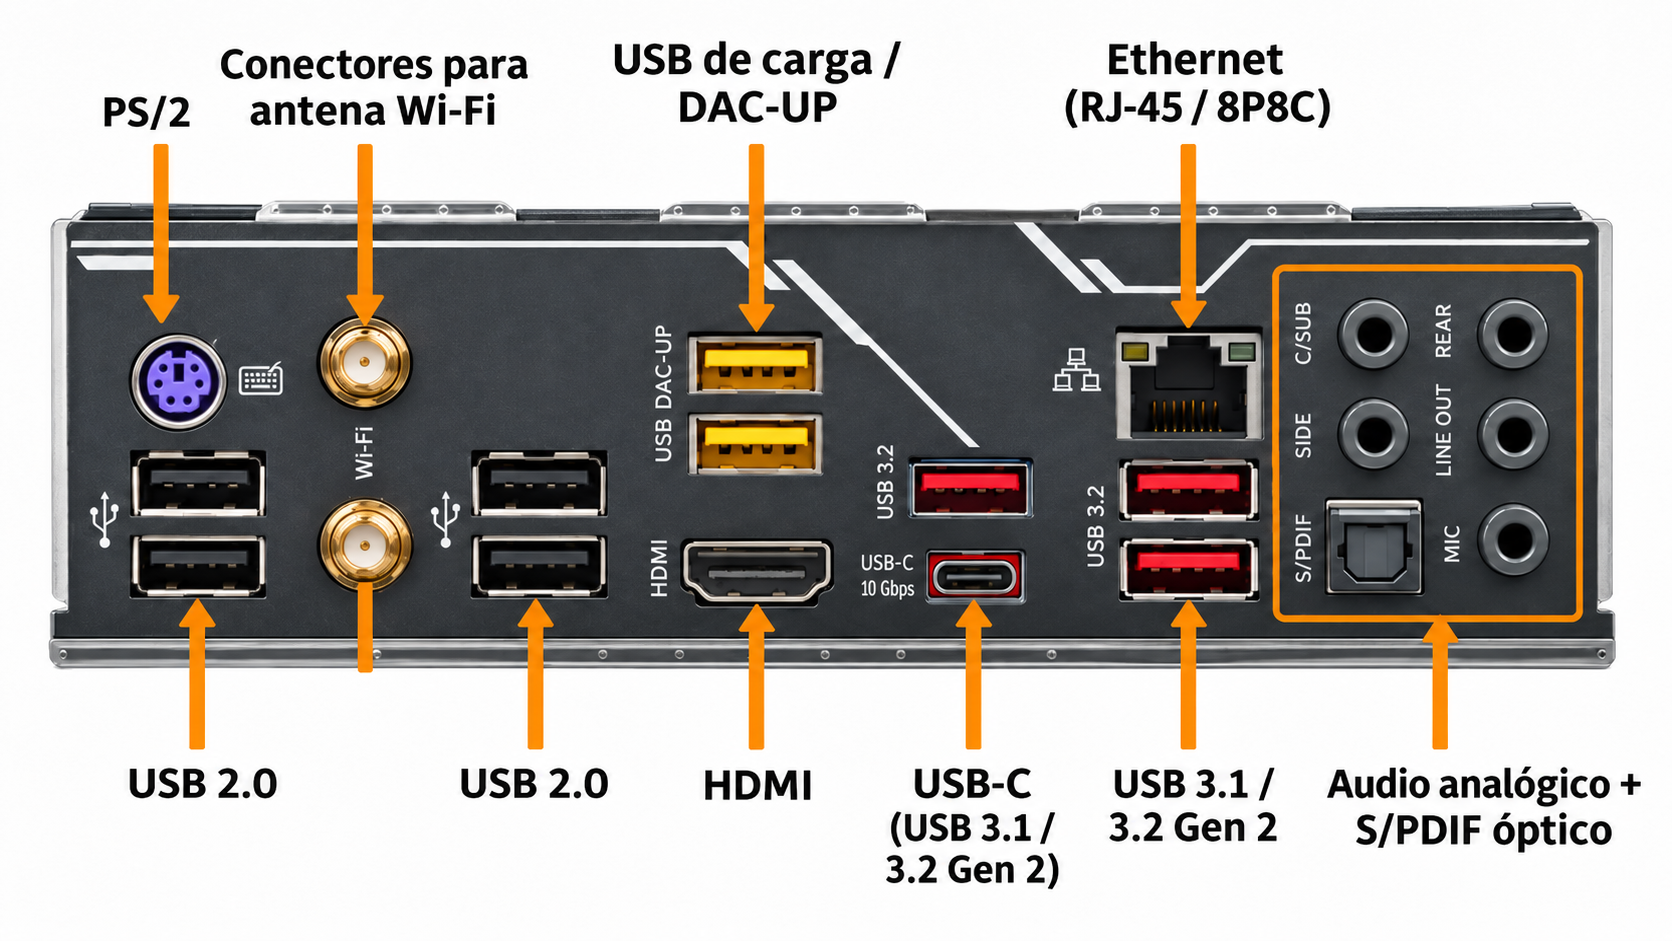 PS/2
Conectores para
antena Wi-Fi
USB de carga /
DAC-UP
Ethernet
(RJ-45 / 8P8C)
Wi-Fi
USB DAC-UP
HDMI
USB 3.2
USB-C
10 Gbps
USB 3.2
C/SUB
REAR
SIDE
LINE OUT
S/PDIF
MIC
USB 2.0
USB 2.0
HDMI
USB-C
(USB 3.1 /
3.2 Gen 2)
USB 3.1 /
3.2 Gen 2
Audio analógico +
S/PDIF óptico